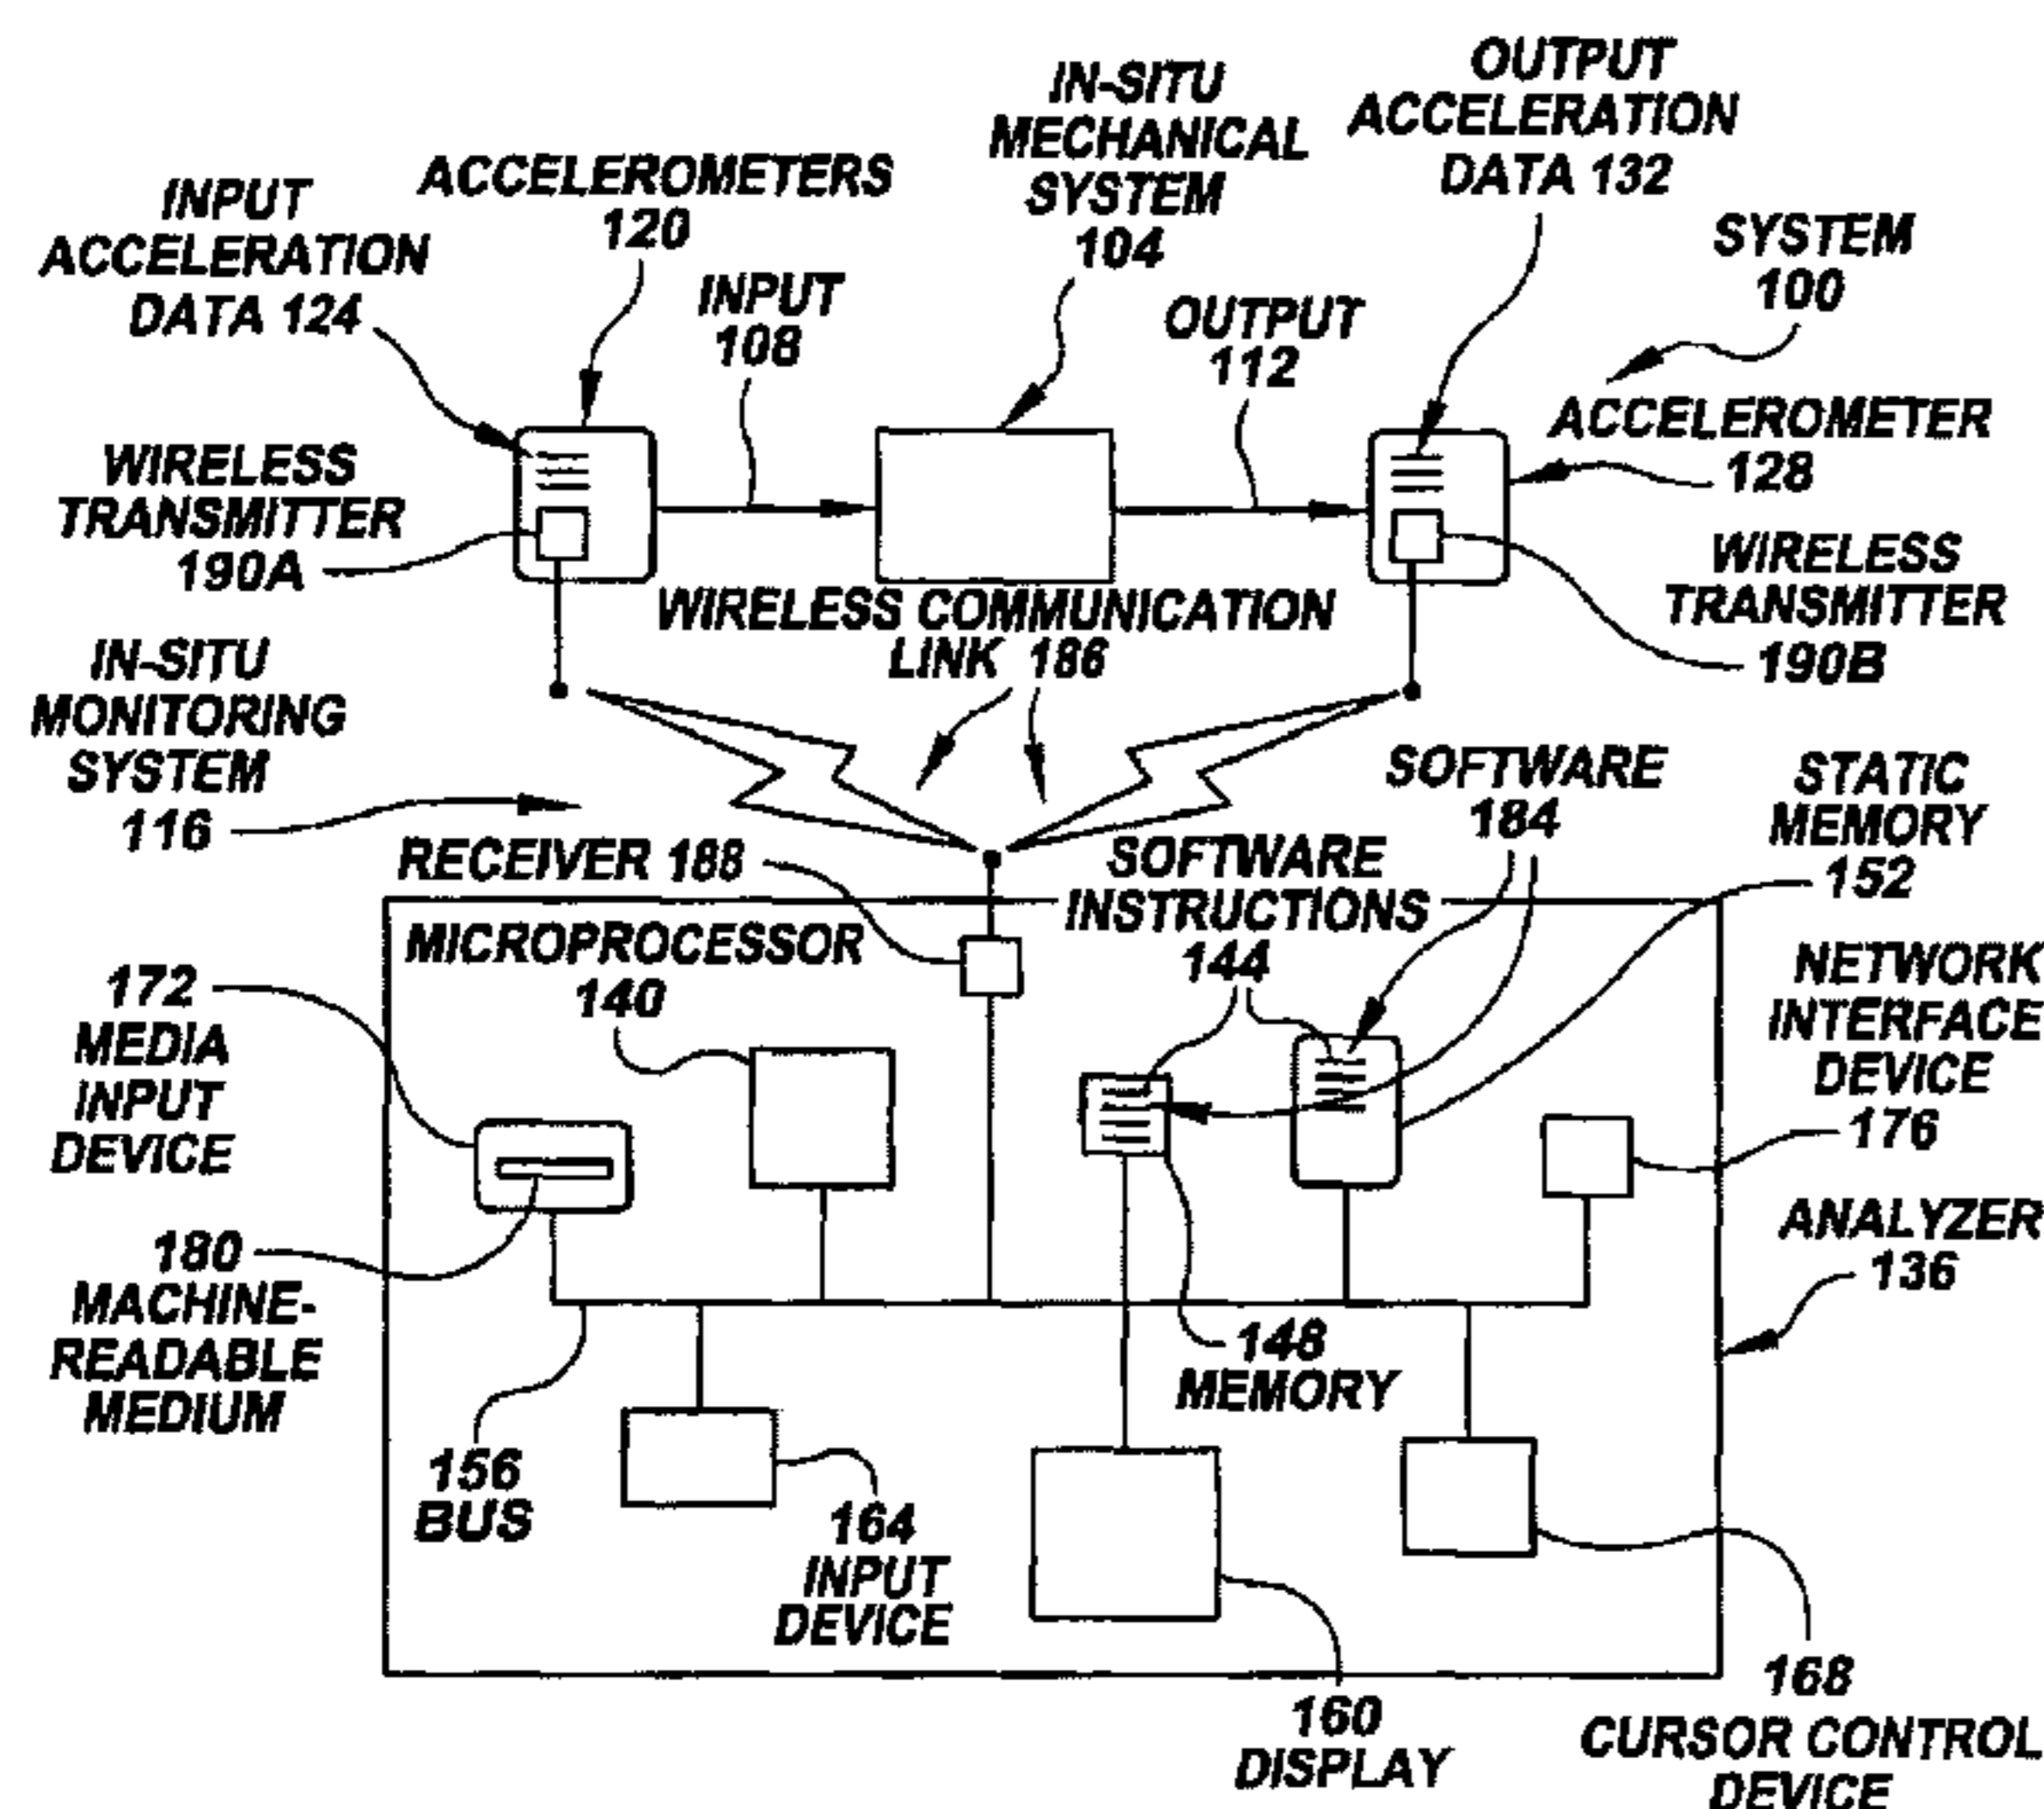 OUTPUT
ACCELERATION
DATA 132
IN-SITU
MECHANICAL
SYSTEM
104
ACCELEROMETERS
120
INPUT
ACCELERATION
DATA 124
SYSTEM
100
INPUT
108
OUTPUT
112
ACCELEROMETER
128
WIRELESS
TRANSMITTER
190A
WIRELESS
TRANSMITTER
190B
WIRELESS COMMUNICATION
LINK 186
IN-SITU
MONITORING
SYSTEM
116
SOFTWARE
184
STATIC
MEMORY
152
RECEIVER 188
SOFTWARE
INSTRUCTIONS
144
MICROPROCESSOR
140
NETWORK
INTERFACE
DEVICE
176
172
MEDIA
INPUT
DEVICE
ANALYZER
136
180
MACHINE-
READABLE
MEDIUM
148
MEMORY
156
BUS
164
INPUT
DEVICE
160
DISPLAY
168
CURSOR CONTROL
DEVICE